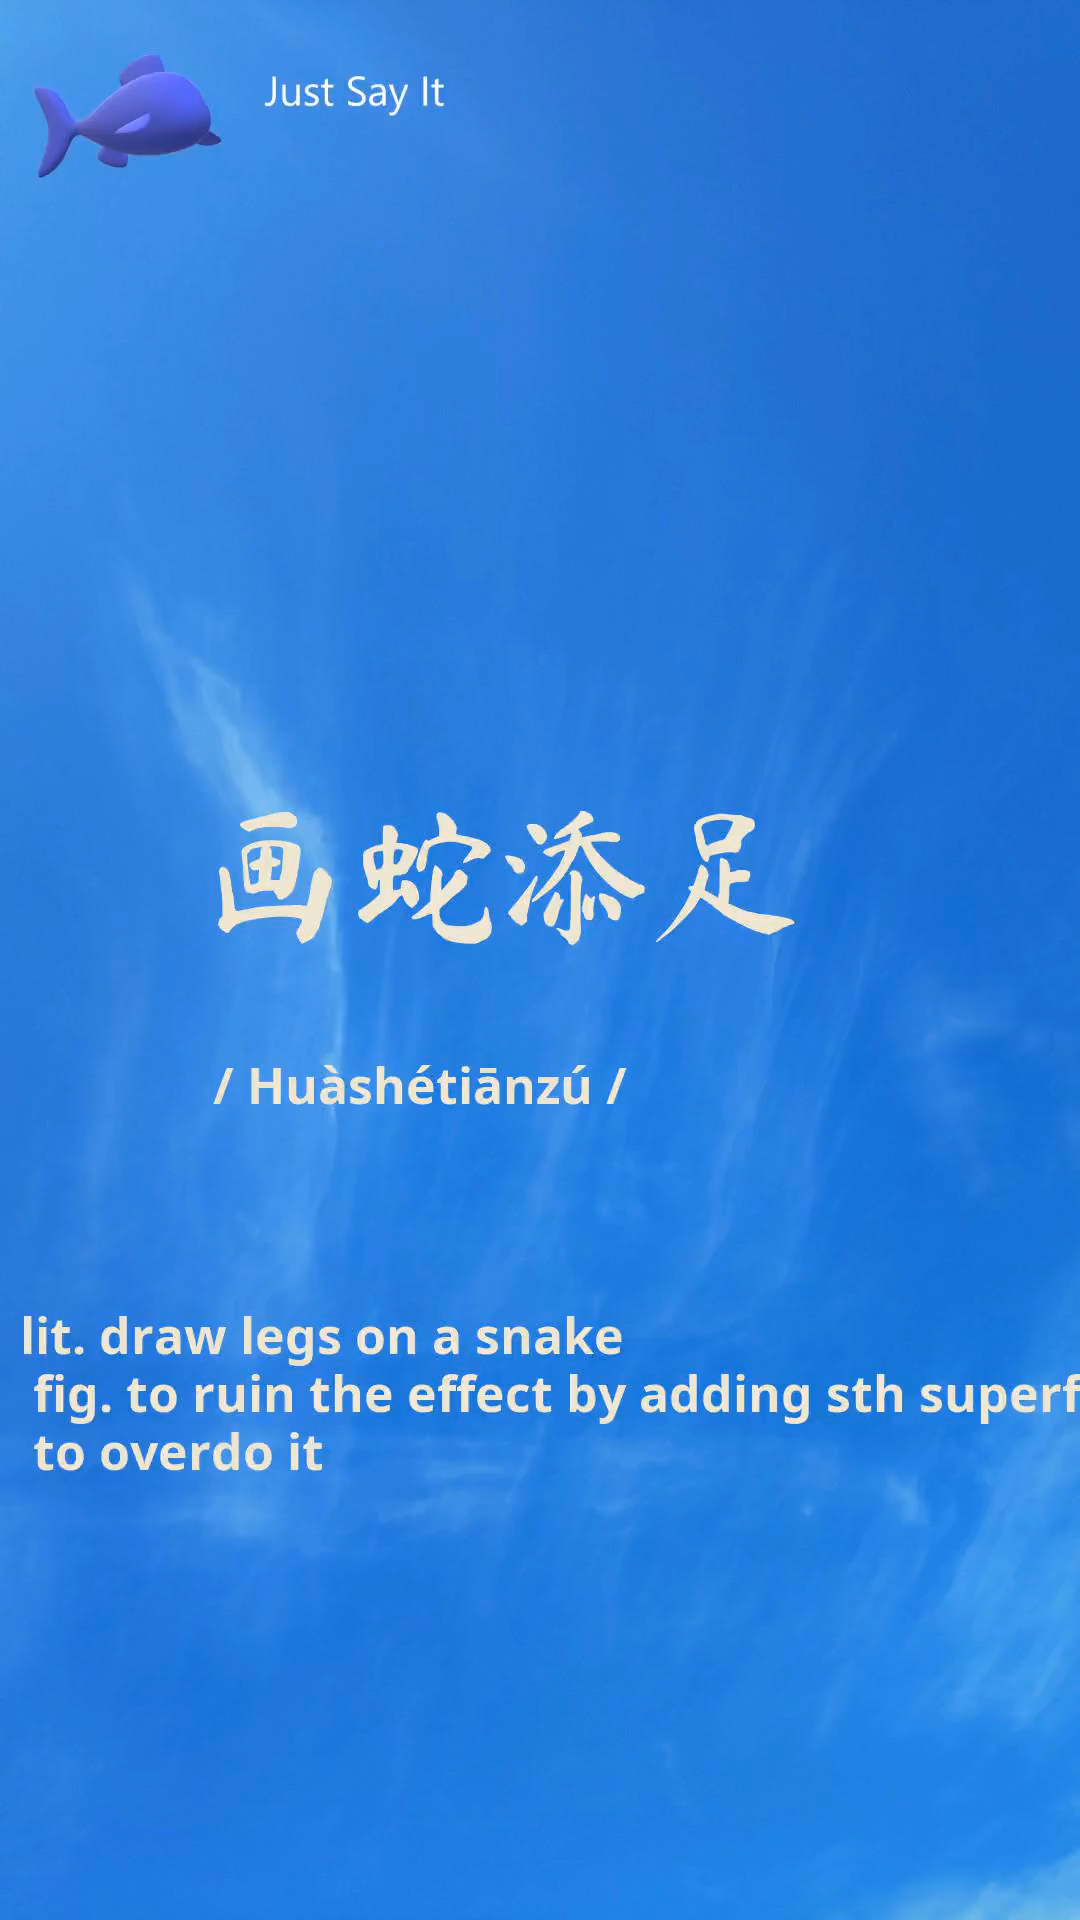 Just Say It
画蛇添足
/ Huàshétiānzú /
lit. draw legs on a snake
fig. to ruin the effect by adding sth superf
to overdo it